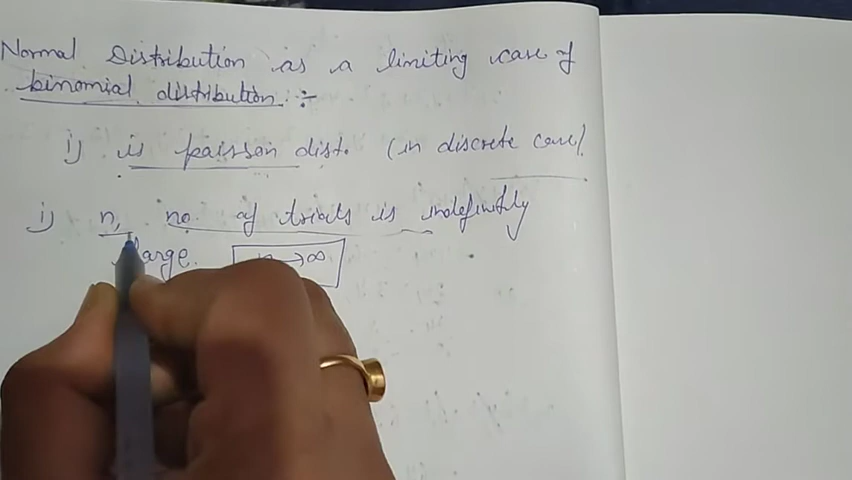 Normal Distribution as a limiting case of
binomial distribution :-
i) is poisson dist. (in discrete case)
i) n, no. of trials is indefinitely
large. n→∞